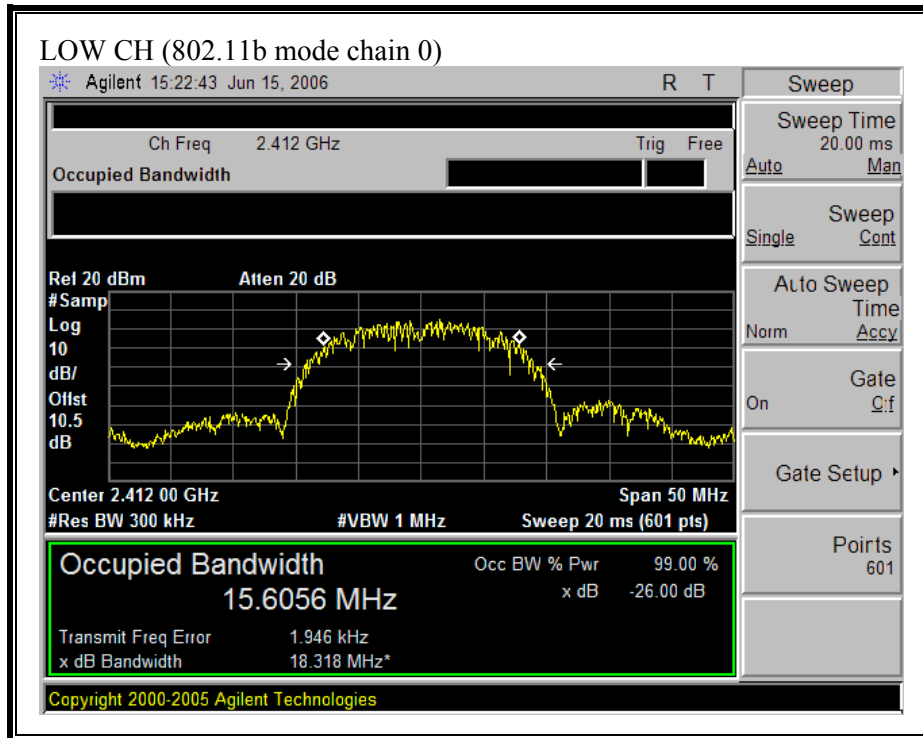 LOW CH (802.11b mode chain 0)
Agilent 15:22:43 Jun 15, 2006 R T
Sweep
Ch Freq 2.412 GHz Trig Free
Occupied Bandwidth
Sweep Time
20.00 ms
Auto Man
Sweep
Single Cont
Ref 20 dBm Atten 20 dB
#Samp
Log
10
dB/
Offst
10.5
dB
Auto Sweep
Time
Norm Accy
Gate
On Off
Gate Setup
Center 2.412 00 GHz Span 50 MHz
#Res BW 300 kHz #VBW 1 MHz Sweep 20 ms (601 pts)
Points
601
Occupied Bandwidth Occ BW % Pwr 99.00 %
15.6056 MHz x dB -26.00 dB
Transmit Freq Error 1.946 kHz
x dB Bandwidth 18.318 MHz*
Copyright 2000-2005 Agilent Technologies